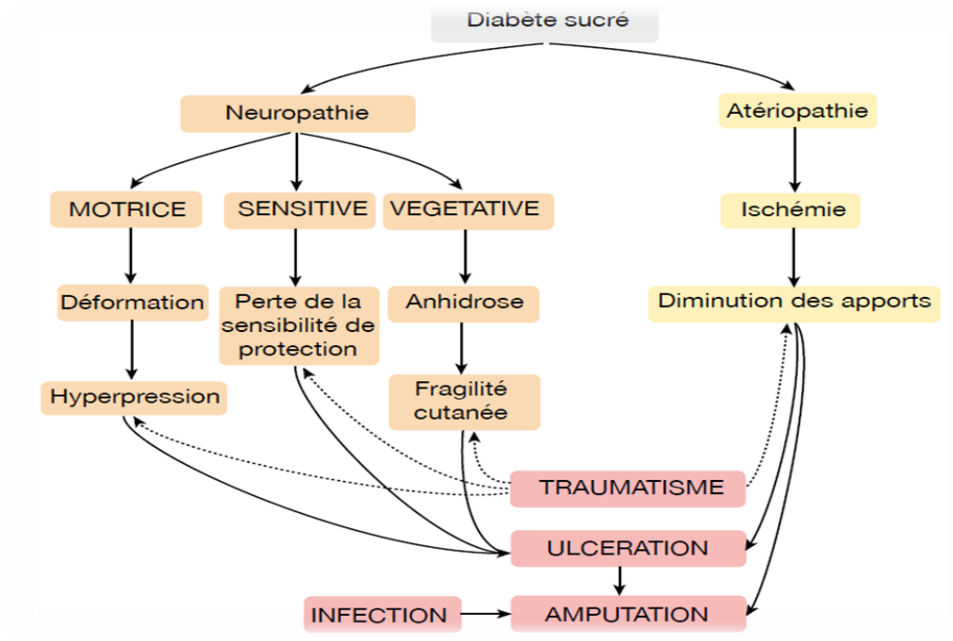 Diabète sucré
Neuropathie
Atériopathie
MOTRICE
SENSITIVE
VEGETATIVE
Ischémie
Déformation
Perte de la
sensibilité de
protection
Anhidrose
Diminution des apports
Hyperpression
Fragilité
cutanée
TRAUMATISME
ULCERATION
INFECTION
AMPUTATION